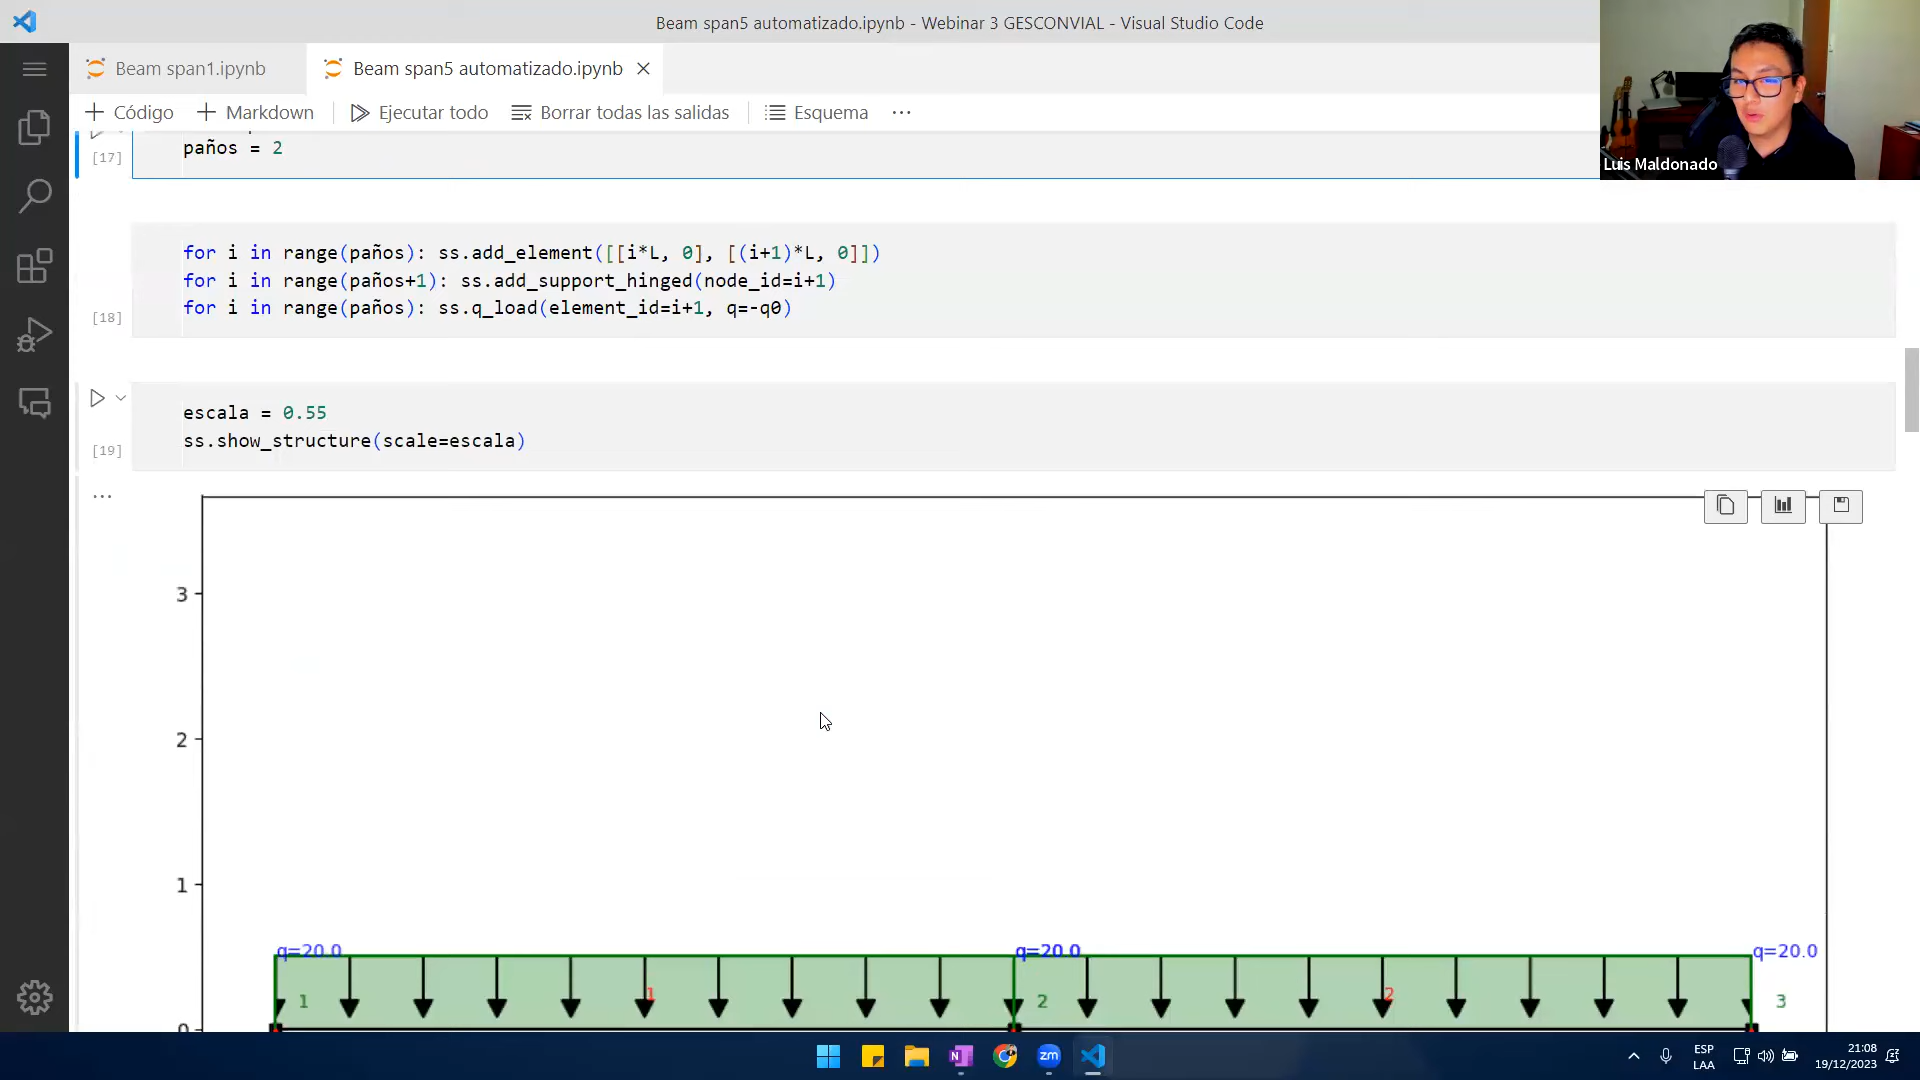 Beam span5 automatizado.ipynb - Webinar 3 GESCONVIAL - Visual Studio Code
Beam span1.ipynb
Beam span5 automatizado.ipynb
Código
Markdown
Ejecutar todo
Borrar todas las salidas
Esquema
Luis Maldonado
paños = 2
[17]
for i in range(paños): ss.add_element([[i*L, 0], [(i+1)*L, 0]])
for i in range(paños+1): ss.add_support_hinged(node_id=i+1)
for i in range(paños): ss.q_load(element_id=i+1, q=-q0)
[18]
escala = 0.55
ss.show_structure(scale=escala)
[19]
3
2
1
0
q=20.0
q=20.0
q=20.0
1
1
2
2
3
zm
ESP
LAA
21:08
19/12/2023